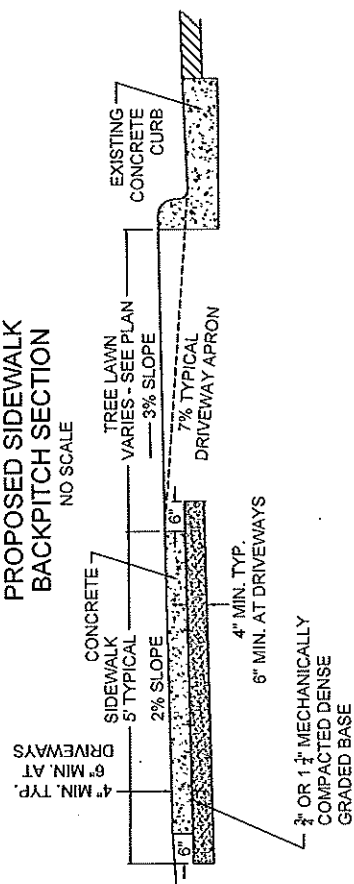 PROPOSED SIDEWALK
BACKPITCH SECTION
NO SCALE
4" MIN. TYP.
6" MIN. AT
DRIVEWAYS
CONCRETE
SIDEWALK
5' TYPICAL
2% SLOPE
TREE LAWN
VARIES - SEE PLAN
3% SLOPE
EXISTING
CONCRETE
CURB
7% TYPICAL
DRIVEWAY APRON
6"
6"
4" MIN. TYP.
6" MIN. AT DRIVEWAYS
3/4" OR 1 1/4" MECHANICALLY
COMPACTED DENSE
GRADED BASE